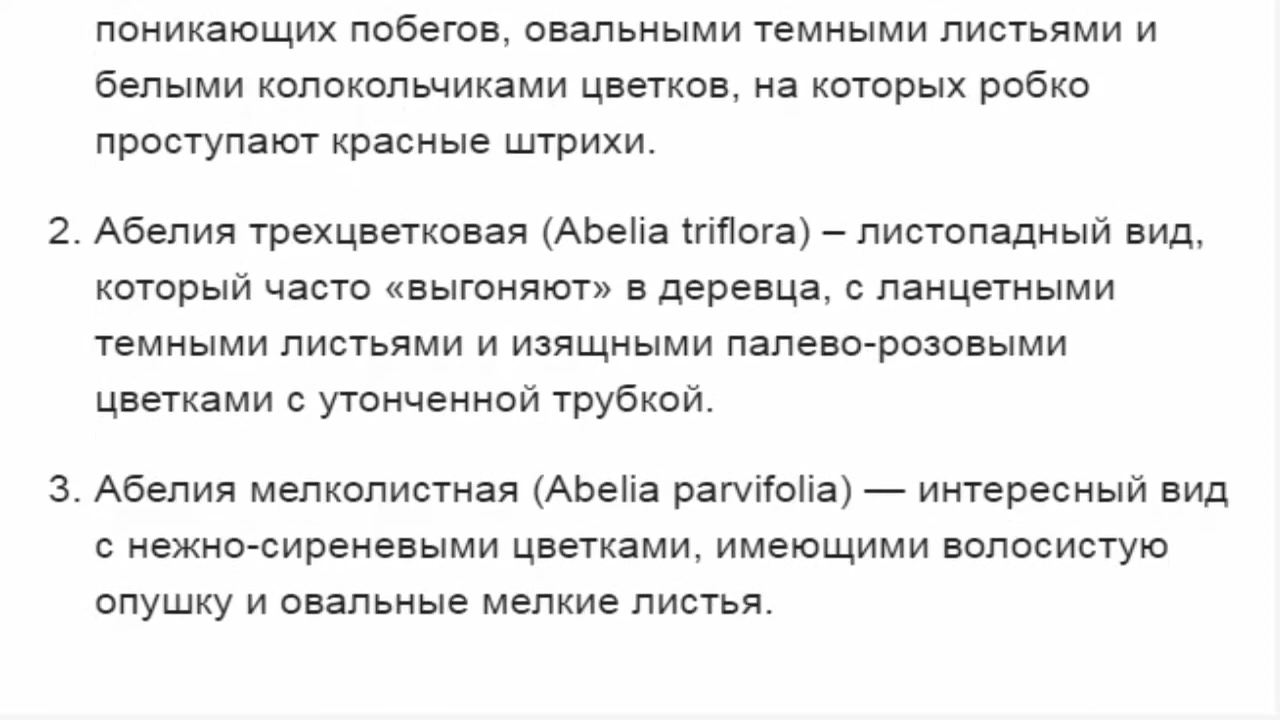 поникающих побегов, овальными темными листьями и
белыми колокольчиками цветков, на которых робко
проступают красные штрихи.
2. Абелия трехцветковая (Abelia triflora) – листопадный вид,
который часто «выгоняют» в деревца, с ланцетными
темными листьями и изящными палево-розовыми
цветками с утонченной трубкой.
3. Абелия мелколистная (Abelia parvifolia) — интересный вид
с нежно-сиреневыми цветками, имеющими волосистую
опушку и овальные мелкие листья.